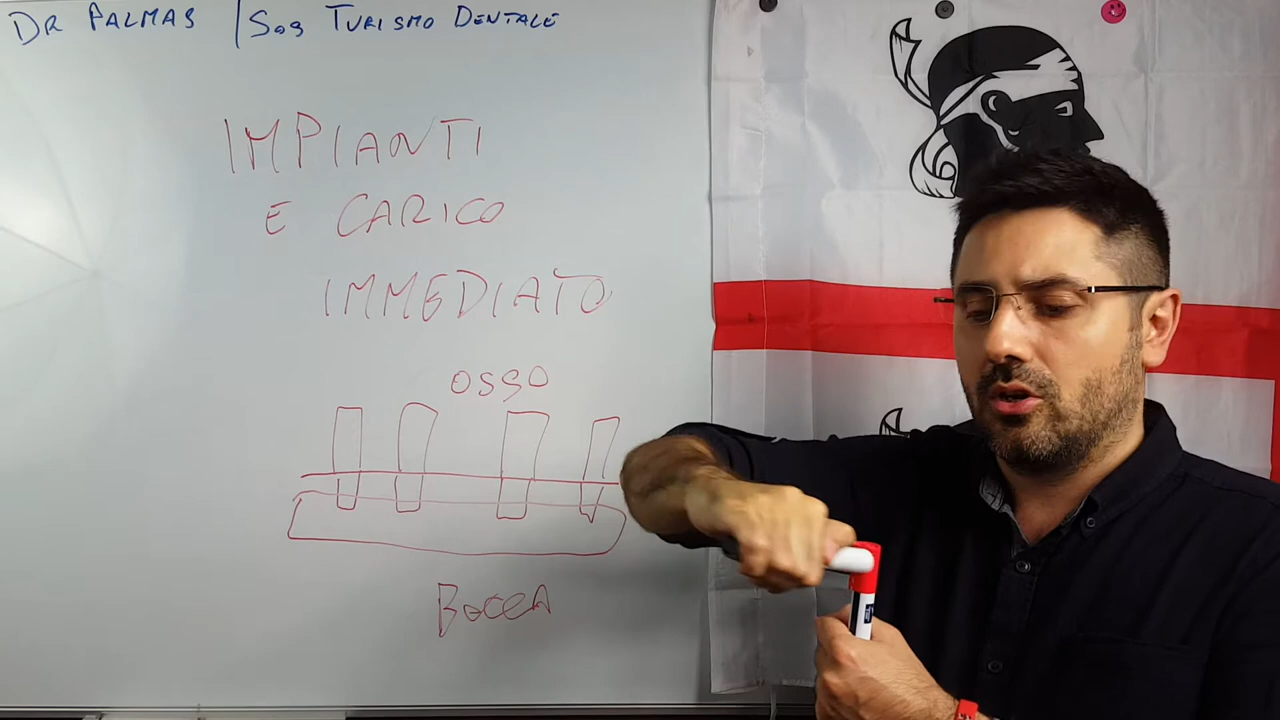 DR PALMAS | SOS TURISMO DENTALE
IMPIANTI
E CARICO
IMMEDIATO
OSSO
BOCCA